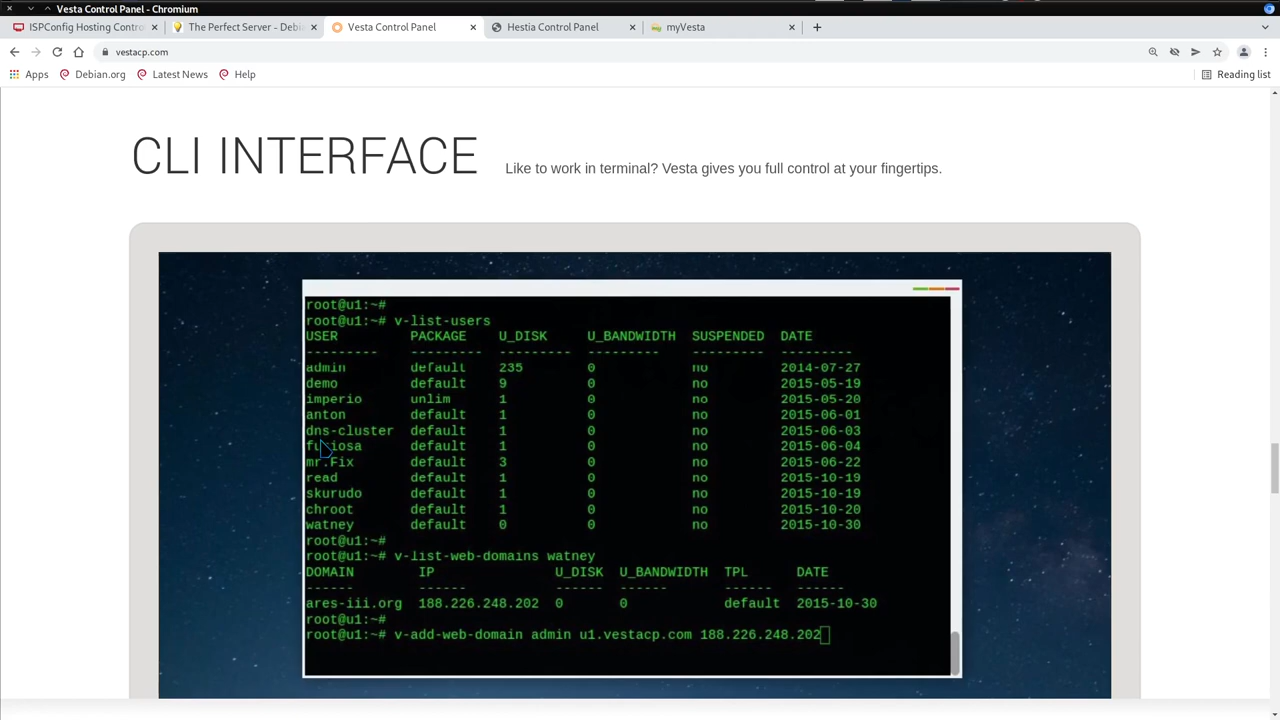 Vesta Control Panel - Chromium
ISPConfig Hosting Contro
The Perfect Server - Debi
Vesta Control Panel
Hestia Control Panel
myVesta
vestacp.com
Apps
Debian.org
Latest News
Help
Reading list
CLI INTERFACE
Like to work in terminal? Vesta gives you full control at your fingertips.
root@u1:~#
root@u1:~# v-list-users
USER PACKAGE U_DISK U_BANDWIDTH SUSPENDED DATE
--------- --------- --------- --------- --------- ---------
admin default 235 0 no 2014-07-27
demo default 9 0 no 2015-05-19
imperio unlim 1 0 no 2015-05-20
anton default 1 0 no 2015-06-01
dns-cluster default 1 0 no 2015-06-03
furiosa default 1 0 no 2015-06-04
mr.Fix default 3 0 no 2015-06-22
read default 1 0 no 2015-10-19
skurudo default 1 0 no 2015-10-19
chroot default 1 0 no 2015-10-20
watney default 0 0 no 2015-10-30
root@u1:~#
root@u1:~# v-list-web-domains watney
DOMAIN IP U_DISK U_BANDWIDTH TPL DATE
------ ------ ------ ------ ------ ------
ares-iii.org 188.226.248.202 0 0 default 2015-10-30
root@u1:~#
root@u1:~# v-add-web-domain admin u1.vestacp.com 188.226.248.202